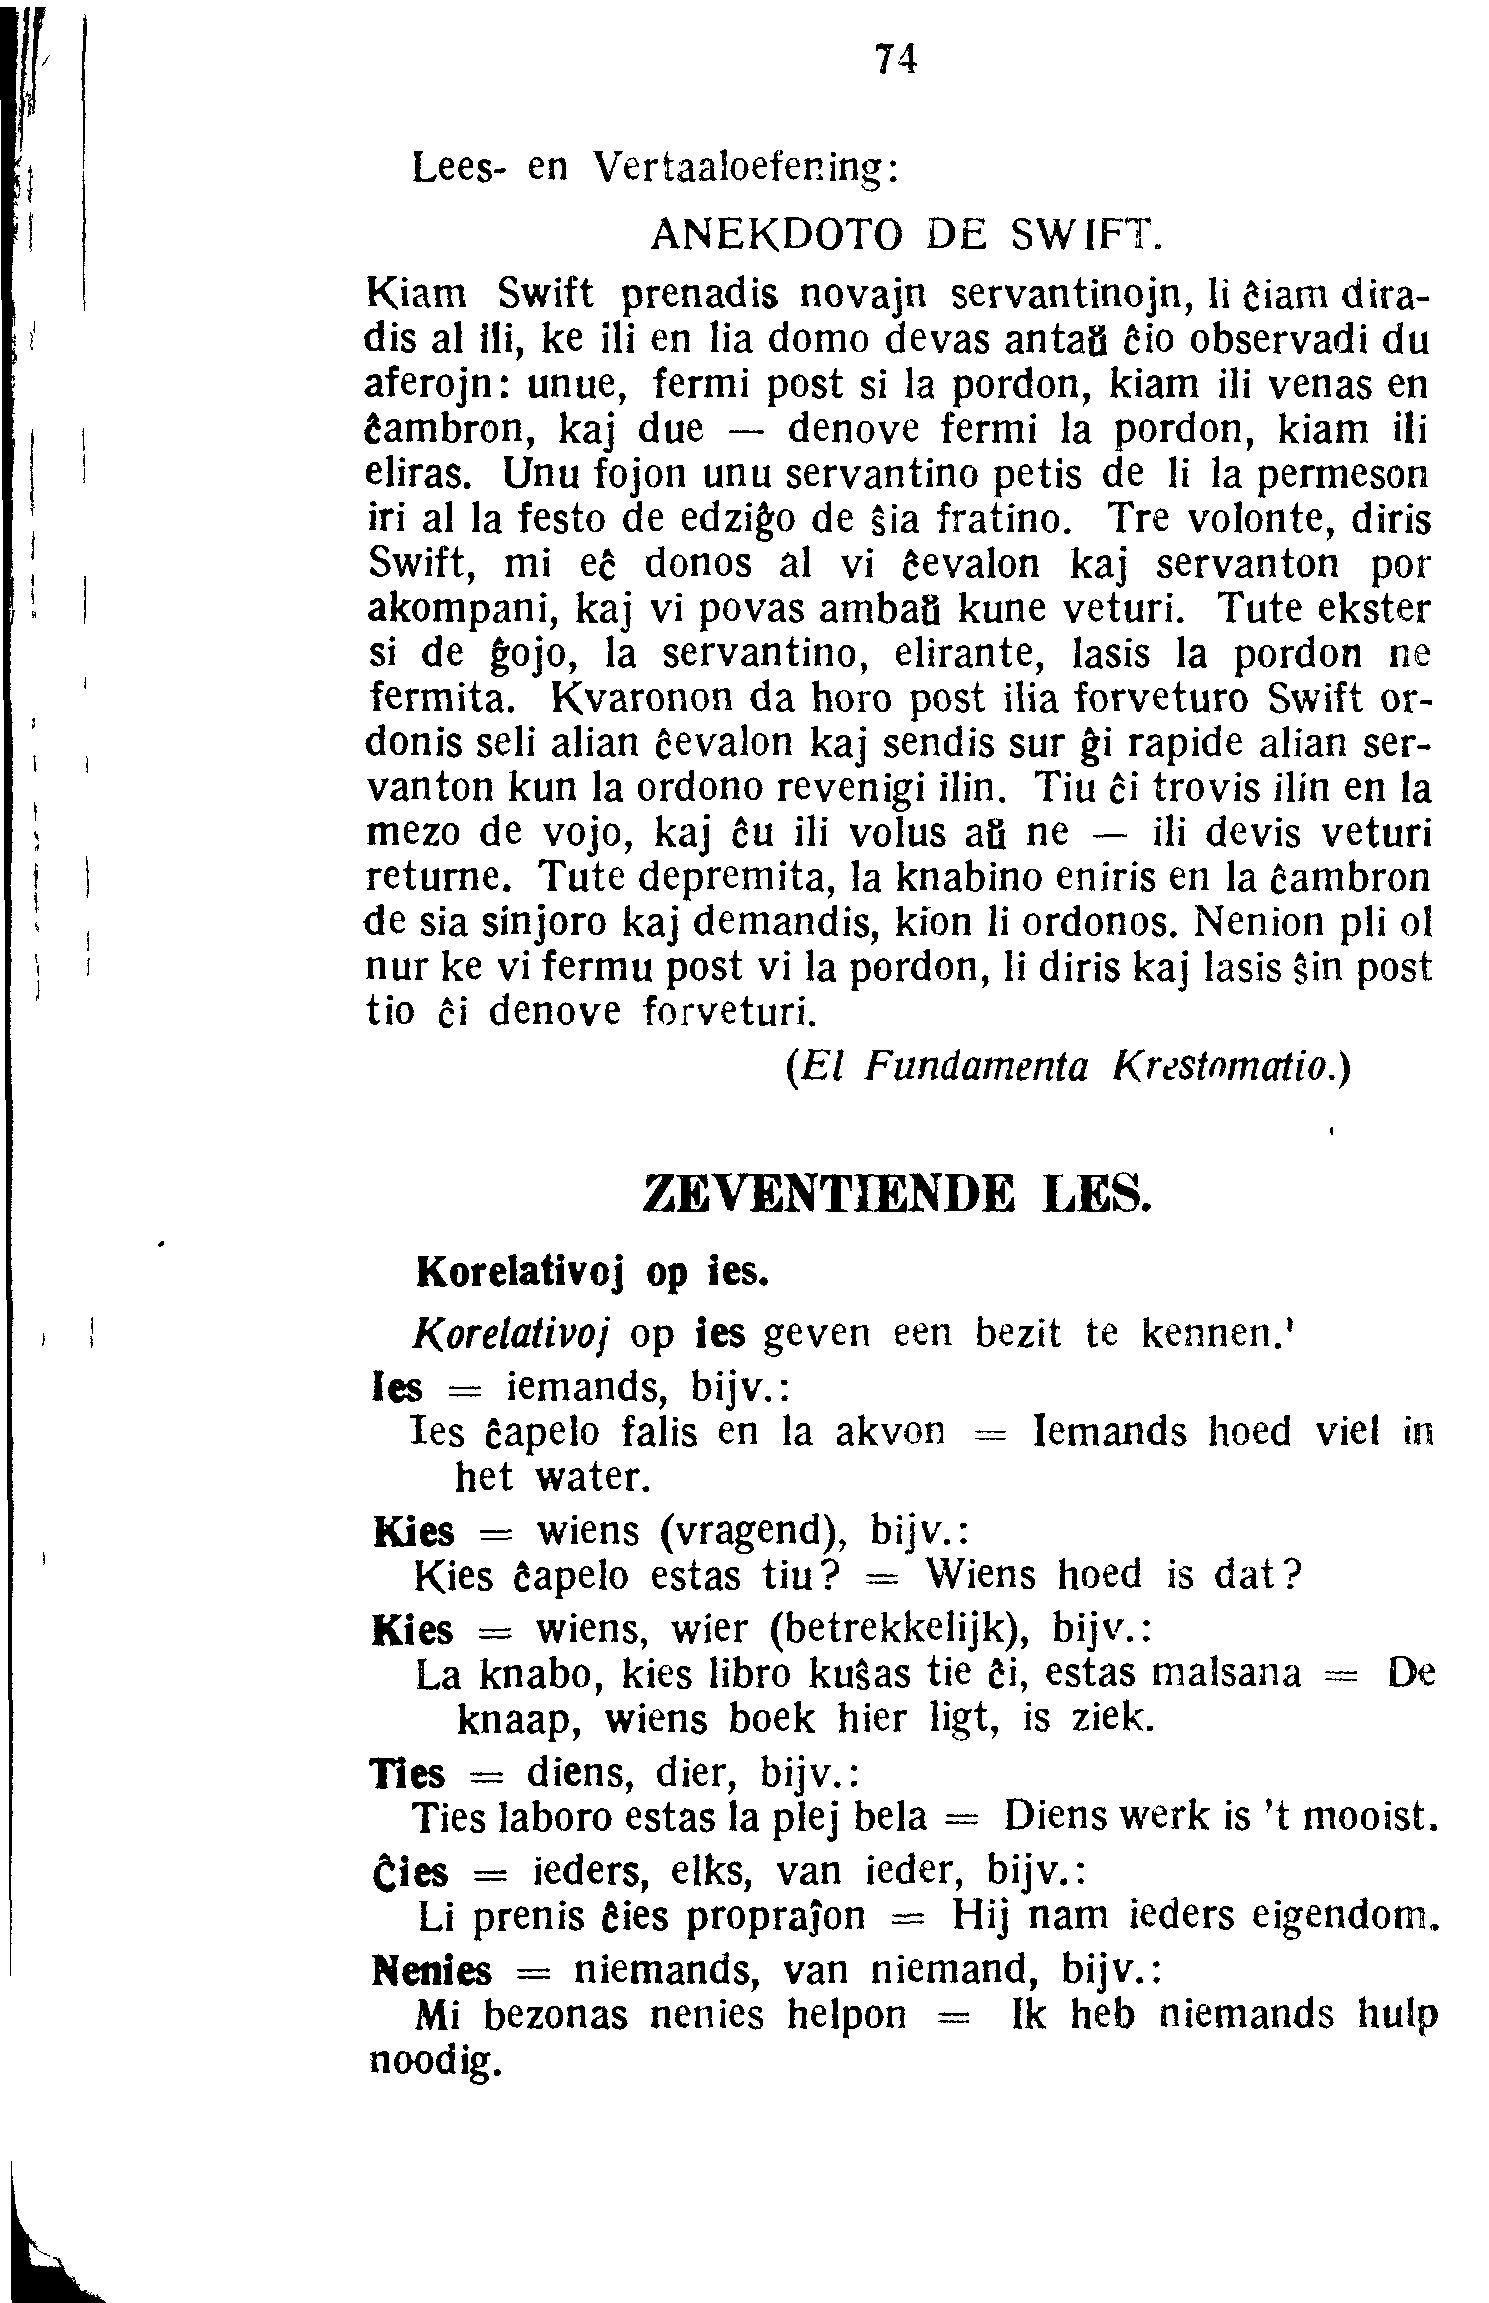 74
Lees- en Vertaaloefening:
ANEKDOTO DE SWIFT.
Kiam Swift prenadis novajn servantinojn, li ĉiam dira-
dis al ili, ke ili en lia domo devas antaŭ ĉio observadi du
aferojn: unue, fermi post si la pordon, kiam ili venas en
ĉambron, kaj due — denove fermi la pordon, kiam ili
eliras. Unu fojon unu servantino petis de li la permeson
iri al la festo de edziĝo de ŝia fratino. Tre volonte, diris
Swift, mi eĉ donos al vi ĉevalon kaj servanton por
akompani, kaj vi povas ambaŭ kune veturi. Tute ekster
si de ĝojo, la servantino, elirante, lasis la pordon ne
fermita. Kvaronon da horo post ilia forveturo Swift or-
donis seli alian ĉevalon kaj sendis sur ĝi rapide alian ser-
vanton kun la ordono revenigi ilin. Tiu ĉi trovis ilin en la
mezo de vojo, kaj ĉu ili volus aŭ ne — ili devis veturi
returne. Tute depremita, la knabino eniris en la ĉambron
de sia sinjoro kaj demandis, kion li ordonos. Nenion pli ol
nur ke vi fermu post vi la pordon, li diris kaj lasis ŝin post
tio ĉi denove forveturi.
(El Fundamenta Krestomatio.)
ZEVENTIENDE LES.
Korelativoj op ies.
Korelativoj op ies geven een bezit te kennen.'
Ies = iemands, bijv.:
Ies ĉapelo falis en la akvon = Iemands hoed viel in
het water.
Kies = wiens (vragend), bijv.:
Kies ĉapelo estas tiu? = Wiens hoed is dat?
Kies = wiens, wier (betrekkelijk), bijv.:
La knabo, kies libro kuŝas tie ĉi, estas malsana = De
knaap, wiens boek hier ligt, is ziek.
Ties = diens, dier, bijv.:
Ties laboro estas la plej bela = Diens werk is 't mooist.
Ĉies = ieders, elks, van ieder, bijv.:
Li prenis ĉies propraĵon = Hij nam ieders eigendom.
Nenies = niemands, van niemand, bijv.:
Mi bezonas nenies helpon = Ik heb niemands hulp
noodig.